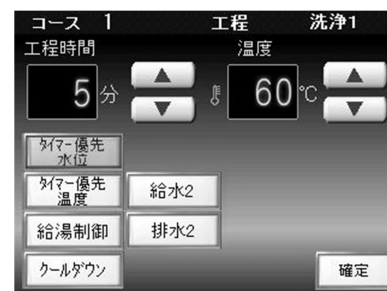 コース 1 工程 洗浄1
工程時間 温度
5分 60℃
ﾀｲﾏｰ優先
水位
ﾀｲﾏｰ優先
温度 給水2
給湯制御 排水2
ｸｰﾙﾀﾞｳﾝ 確定